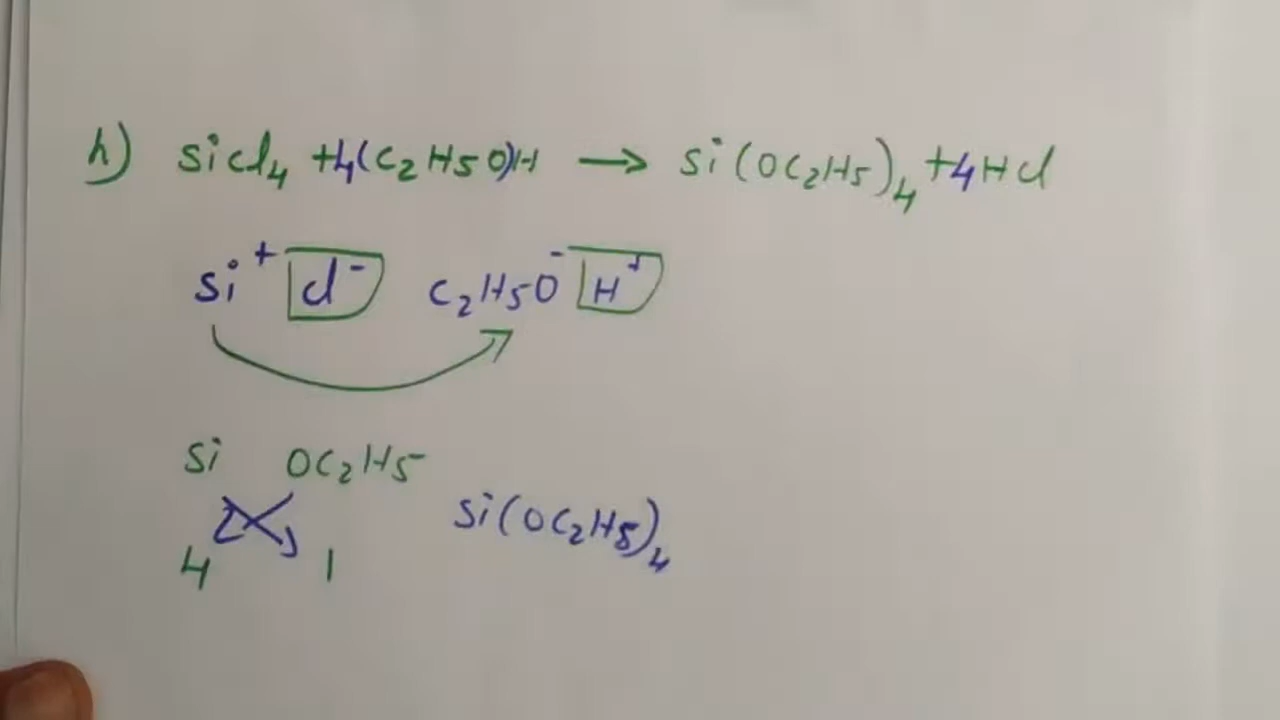 h) SiCl₄ + 4(C₂H₅O)H → Si(OC₂H₅)₄ + 4HCl
Si⁺ Cl⁻ C₂H₅O⁻ H⁺
Si OC₂H₅
4 1
Si(OC₂H₅)₄